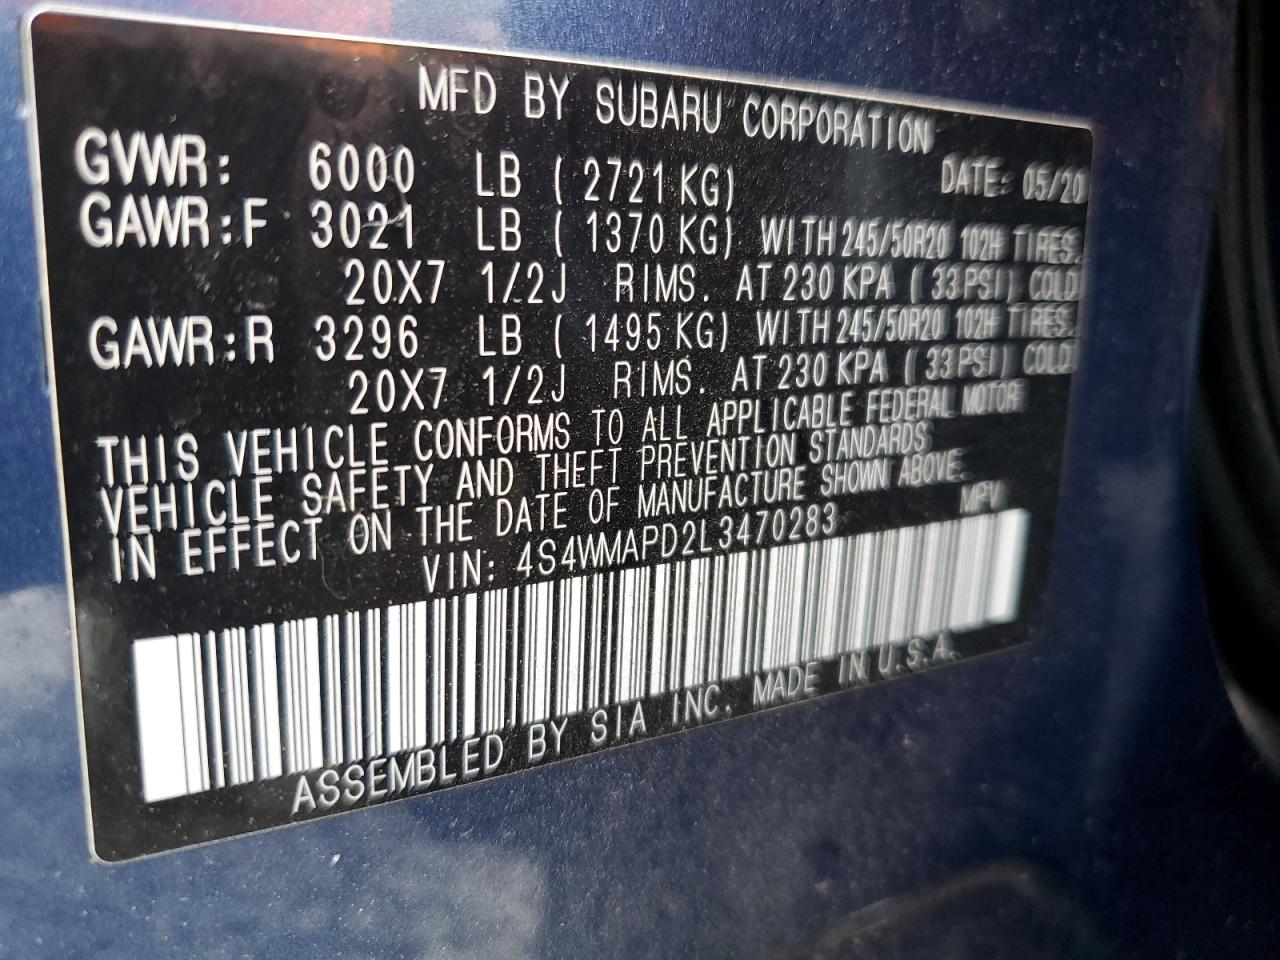 MFD BY SUBARU CORPORATION
DATE: 05/20
GVWR: 6000 LB ( 2721 KG)
GAWR:F 3021 LB ( 1370 KG) WITH 245/50R20 102H TIRES.
20X7 1/2J RIMS. AT 230 KPA ( 33 PSI) COLD
GAWR:R 3296 LB ( 1495 KG) WITH 245/50R20 102H TIRES.
20X7 1/2J RIMS. AT 230 KPA ( 33 PSI) COLD
THIS VEHICLE CONFORMS TO ALL APPLICABLE FEDERAL MOTOR
VEHICLE SAFETY AND THEFT PREVENTION STANDARDS
IN EFFECT ON THE DATE OF MANUFACTURE SHOWN ABOVE.
VIN: 4S4WMAPD2L3470283 MPV
ASSEMBLED BY SIA INC. MADE IN U.S.A.